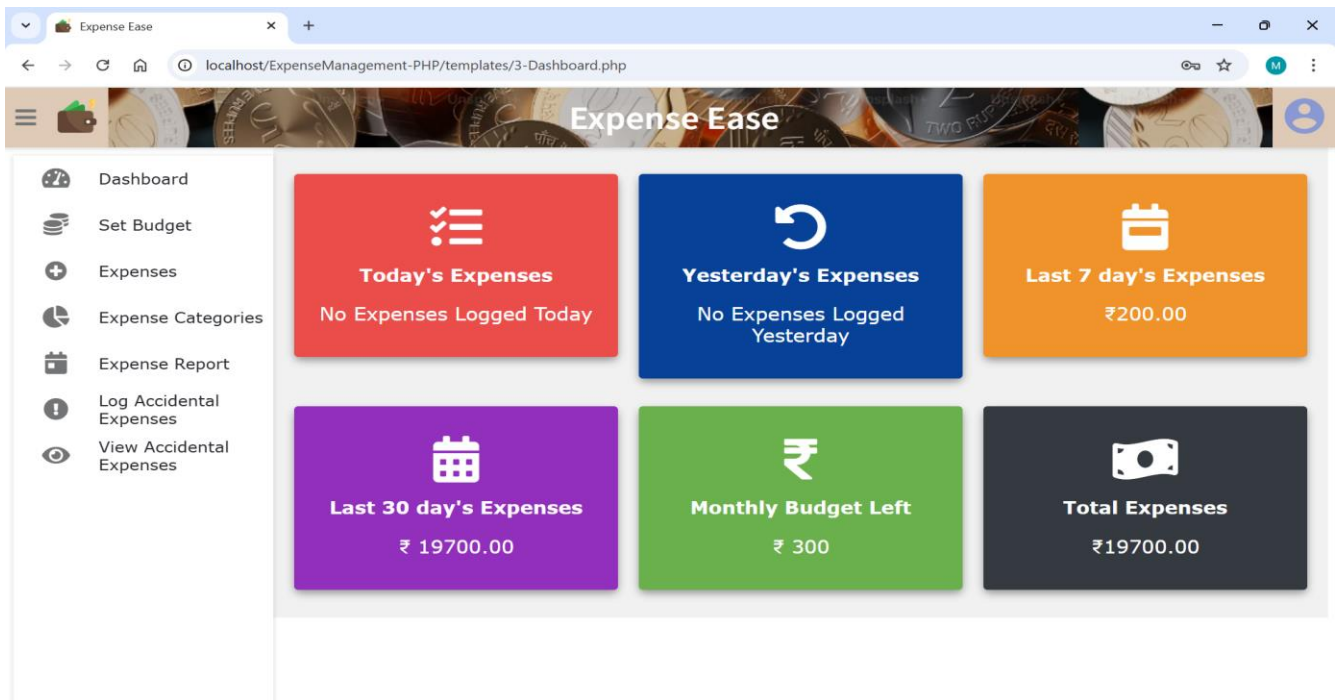 Expense Ease
localhost/ExpenseManagement-PHP/templates/3-Dashboard.php
M
Expense Ease
TWO
Dashboard
Set Budget
Expenses
Expense Categories
Expense Report
Log Accidental
Expenses
View Accidental
Expenses
Today's Expenses
No Expenses Logged Today
Yesterday's Expenses
No Expenses Logged
Yesterday
Last 7 day's Expenses
₹200.00
Last 30 day's Expenses
₹ 19700.00
Monthly Budget Left
₹ 300
Total Expenses
₹19700.00